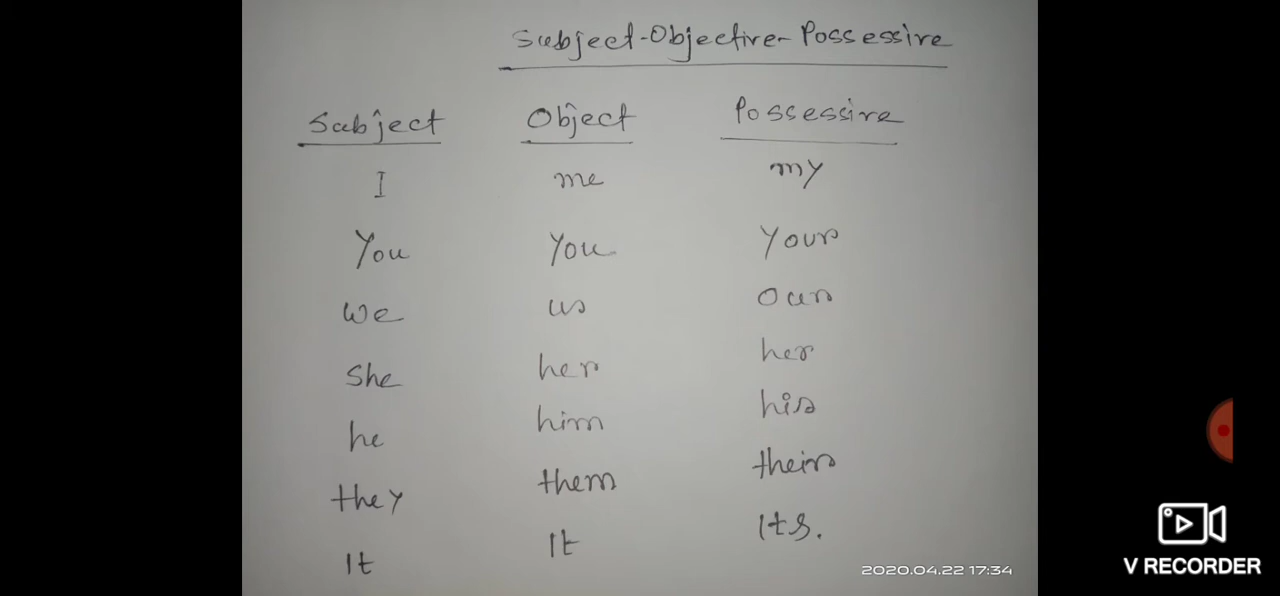 Subject-Objective-Possessive
Subject Object Possessive
I me my
You You Your
We us Our
She her her
he him his
they them their
It It Its.
2020.04.22 17:34
V RECORDER